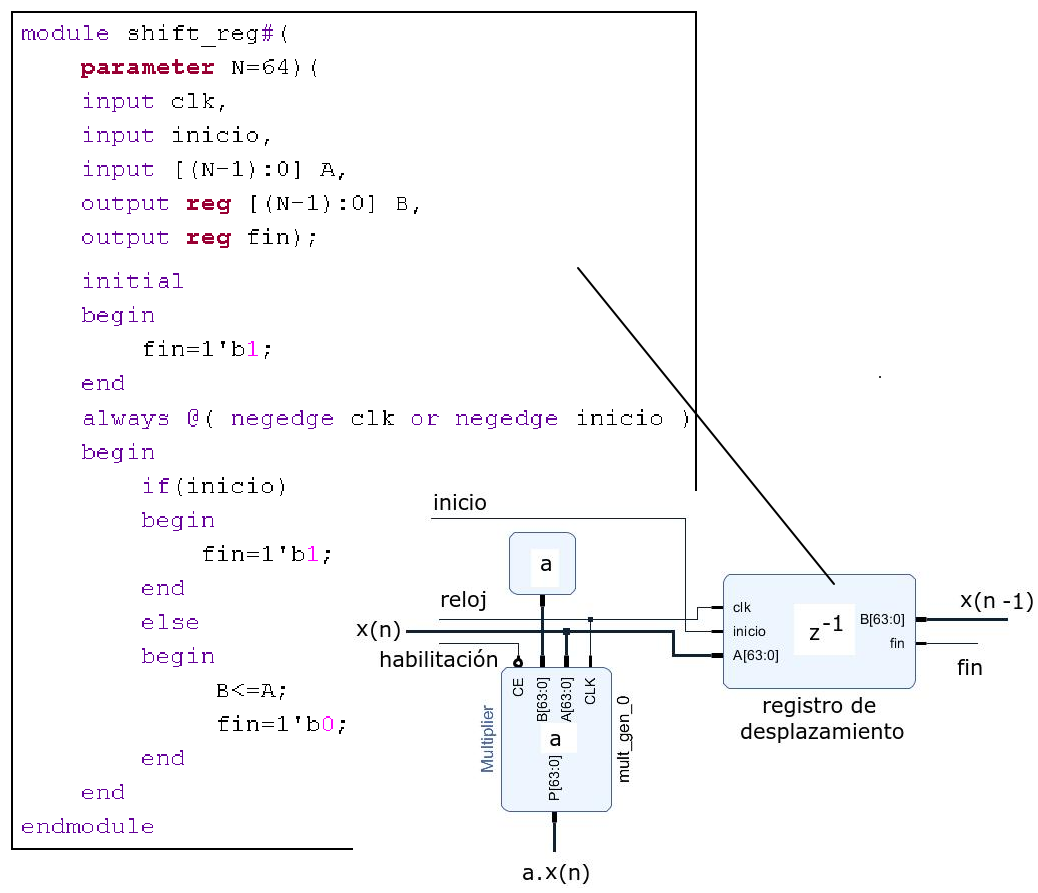 module shift_reg#(
parameter N=64)(
input clk,
input inicio,
input [(N-1):0] A,
output reg [(N-1):0] B,
output reg fin);
initial
begin
fin=1'b1;
end
always @( negedge clk or negedge inicio )
begin
if(inicio)
begin
fin=1'b1;
end
else
begin
B<=A;
fin=1'b0;
end
end
endmodule
inicio
a
reloj
x(n)
habilitación
CE
B[63:0]
A[63:0]
CLK
Multiplier
a
mult_gen_0
P[63:0]
a.x(n)
clk
inicio
A[63:0]
z-1
B[63:0]
fin
x(n -1)
fin
registro de
desplazamiento